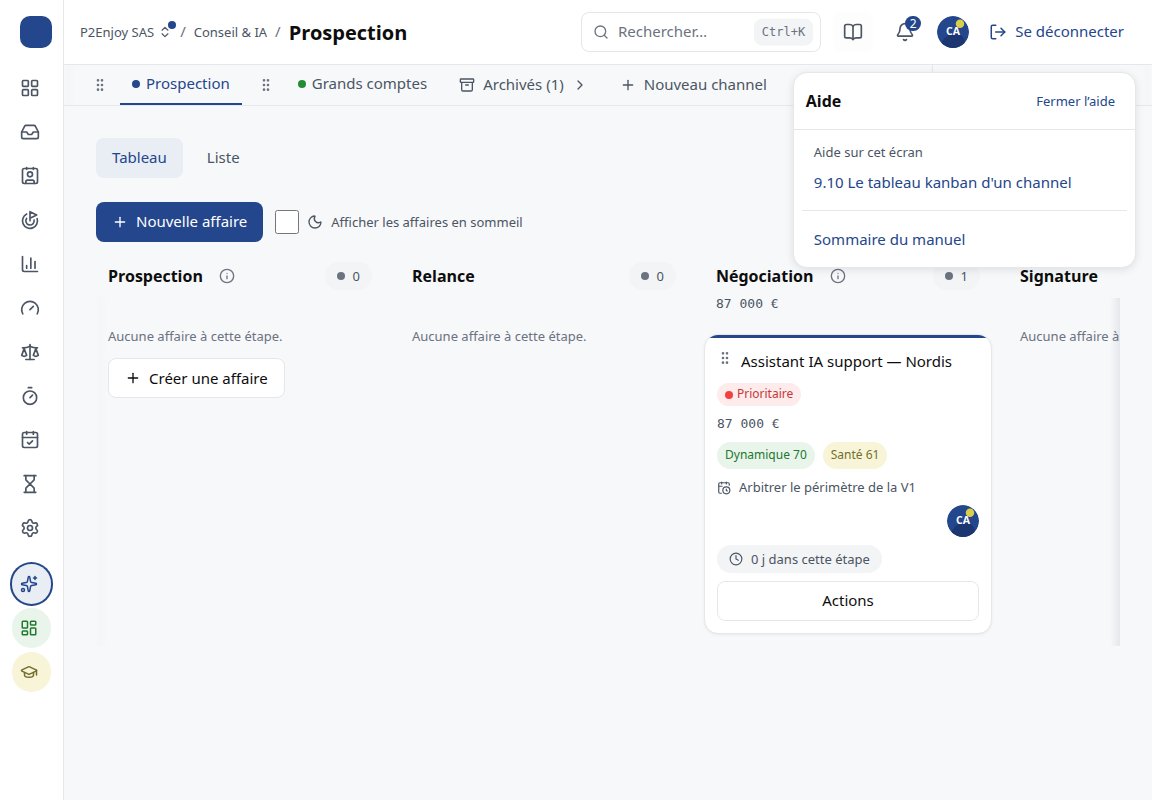 P2Enjoy SAS / Conseil & IA / Prospection
Rechercher... Ctrl+K
2
CA
Se déconnecter
Prospection
Grands comptes
Archivés (1)
Nouveau channel
Aide
Fermer l'aide
Aide sur cet écran
9.10 Le tableau kanban d'un channel
Sommaire du manuel
Tableau
Liste
Nouvelle affaire
Afficher les affaires en sommeil
Prospection 0
Aucune affaire à cette étape.
Créer une affaire
Relance 0
Aucune affaire à cette étape.
Négociation 1
87 000 €
Assistant IA support — Nordis
Prioritaire
87 000 €
Dynamique 70
Santé 61
Arbitrer le périmètre de la V1
CA
0 j dans cette étape
Actions
Signature
Aucune affaire à